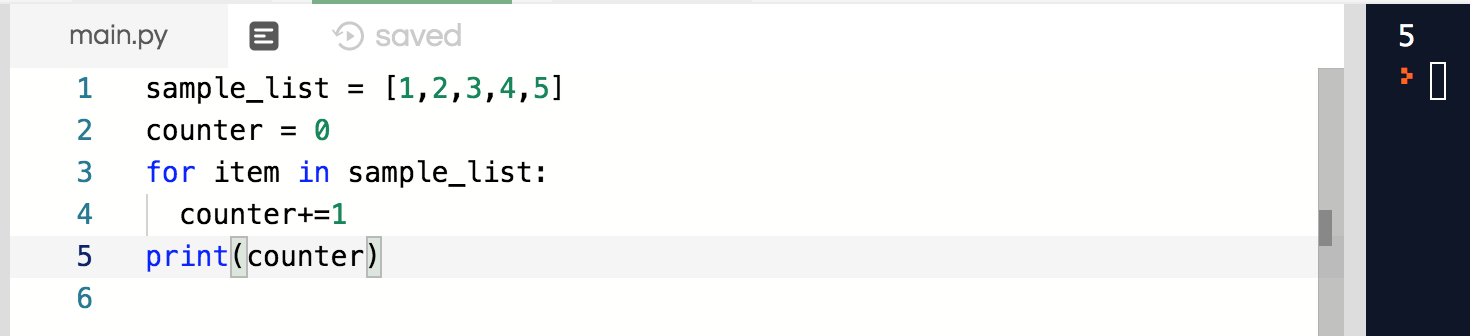 main.py saved
1 sample_list = [1,2,3,4,5]
2 counter = 0
3 for item in sample_list:
4 counter+=1
5 print(counter)
6
5